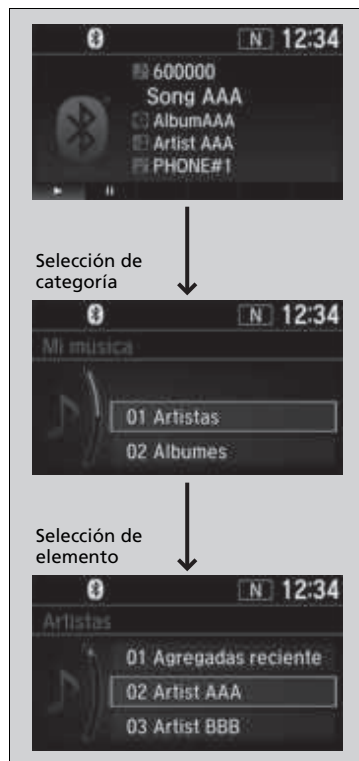 N 12:34
600000
Song AAA
AlbumAAA
Artist AAA
PHONE#1
Selección de
categoría
N 12:34
Mi musica
01 Artistas
02 Albumes
Selección de
elemento
N 12:34
Artistas
01 Agregadas reciente
02 Artist AAA
03 Artist BBB